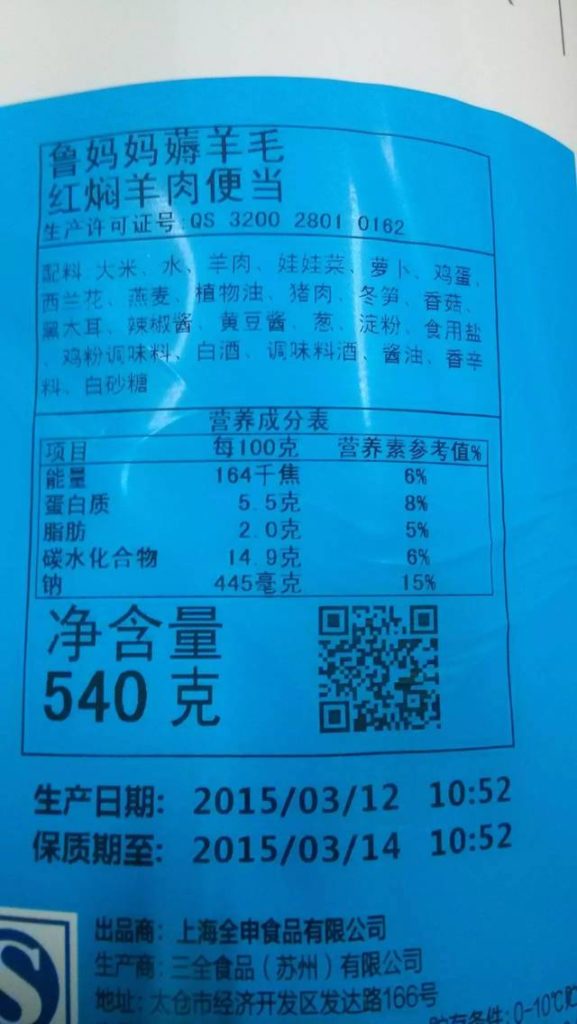 鲁妈妈薅羊毛
红焖羊肉便当
生产许可证号:QS 3200 2801 0162
配料:大米、水、羊肉、娃娃菜、萝卜、鸡蛋、
西兰花、燕麦、植物油、猪肉、冬笋、香菇、
黑木耳、辣椒酱、黄豆酱、葱、淀粉、食用盐
、鸡粉调味料、白酒、调味料酒、酱油、香辛
料、白砂糖
营养成分表
项目 每100克 营养素参考值%
能量 164千焦 6%
蛋白质 5.5克 8%
脂肪 2.0克 5%
碳水化合物 14.9克 6%
钠 445毫克 15%
净含量
540 克
生产日期: 2015/03/12 10:52
保质期至: 2015/03/14 10:52
出品商: 上海全申食品有限公司
生产商: 三全食品（苏州）有限公司
地址: 太仓市经济开发区发达路166号
贮存条件: 0-10℃贮
S